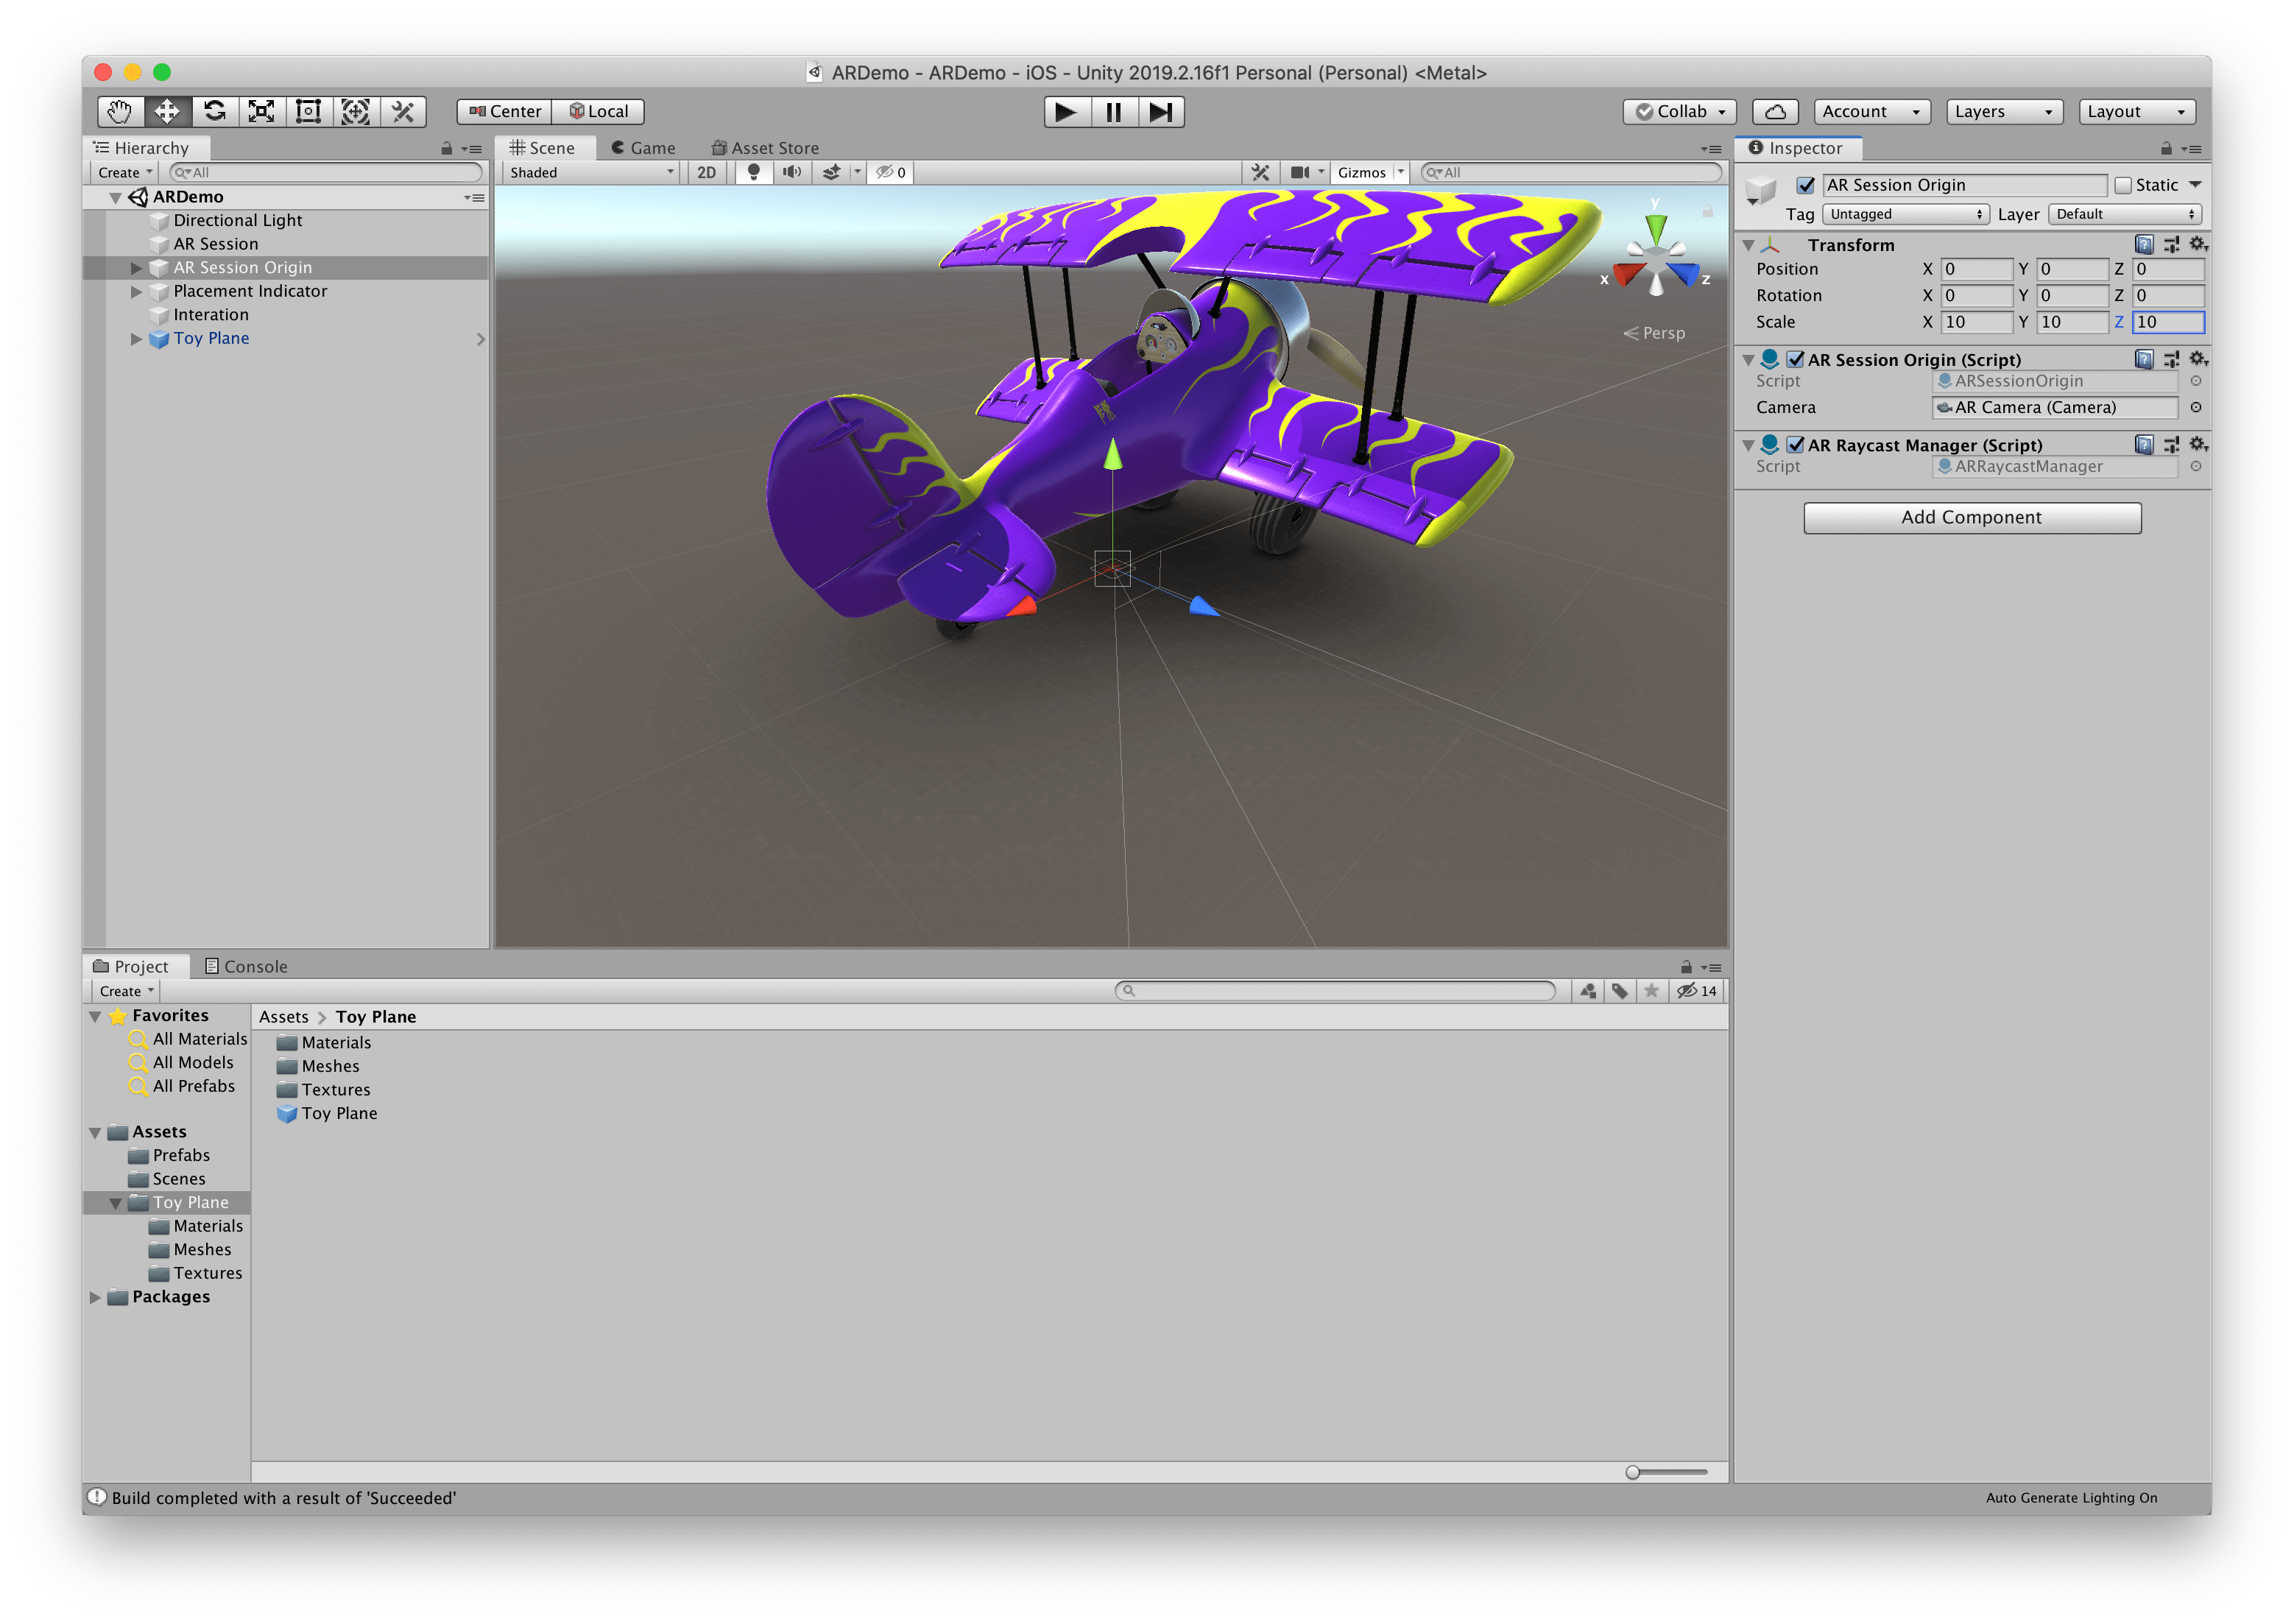 ARDemo - ARDemo - iOS - Unity 2019.2.16f1 Personal (Personal) <Metal>
Center Local Collab Account Layers Layout
Hierarchy
Create All
ARDemo
Directional Light
AR Session
AR Session Origin
Placement Indicator
Interation
Toy Plane
Scene Game Asset Store
Shaded 2D 0 Gizmos All
y
x z
Persp
Inspector
AR Session Origin Static
Tag Untagged Layer Default
Transform
Position X 0 Y 0 Z 0
Rotation X 0 Y 0 Z 0
Scale X 10 Y 10 Z 10
AR Session Origin (Script)
Script ARSessionOrigin
Camera AR Camera (Camera)
AR Raycast Manager (Script)
Script ARRaycastManager
Add Component
Project Console
Create 14
Favorites
All Materials
All Models
All Prefabs
Assets
Prefabs
Scenes
Toy Plane
Materials
Meshes
Textures
Packages
Assets > Toy Plane
Materials
Meshes
Textures
Toy Plane
Build completed with a result of 'Succeeded'
Auto Generate Lighting On